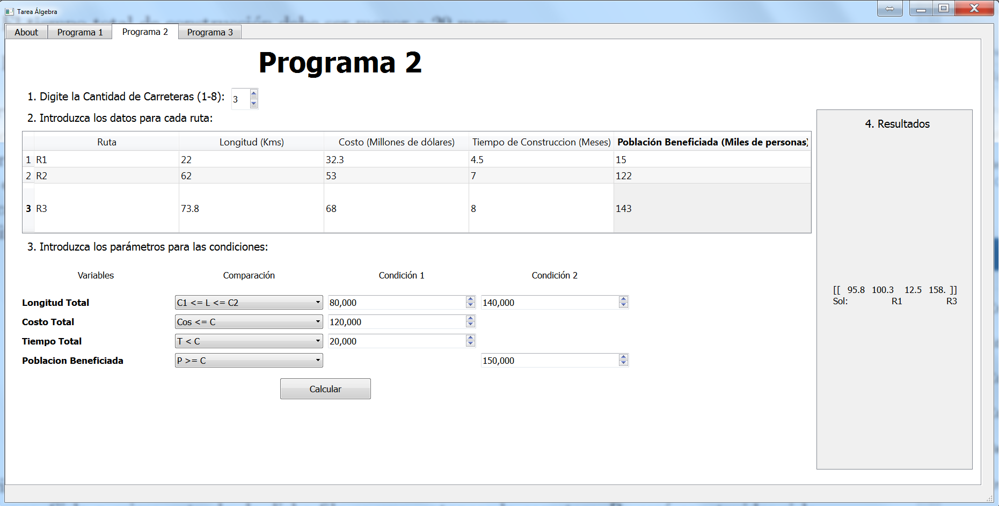 Tarea Álgebra
About Programa 1 Programa 2 Programa 3
Programa 2
1. Digite la Cantidad de Carreteras (1-8): 3
2. Introduzca los datos para cada ruta:
Ruta Longitud (Kms) Costo (Millones de dólares) Tiempo de Construccion (Meses) Población Beneficiada (Miles de personas)
1 R1 22 32.3 4.5 15
2 R2 62 53 7 122
3 R3 73.8 68 8 143
3. Introduzca los parámetros para las condiciones:
Variables Comparación Condición 1 Condición 2
Longitud Total C1 <= L <= C2 80,000 140,000
Costo Total Cos <= C 120,000
Tiempo Total T < C 20,000
Poblacion Beneficiada P >= C 150,000
Calcular
4. Resultados
[[ 95.8 100.3 12.5 158. ]]
Sol: R1 R3